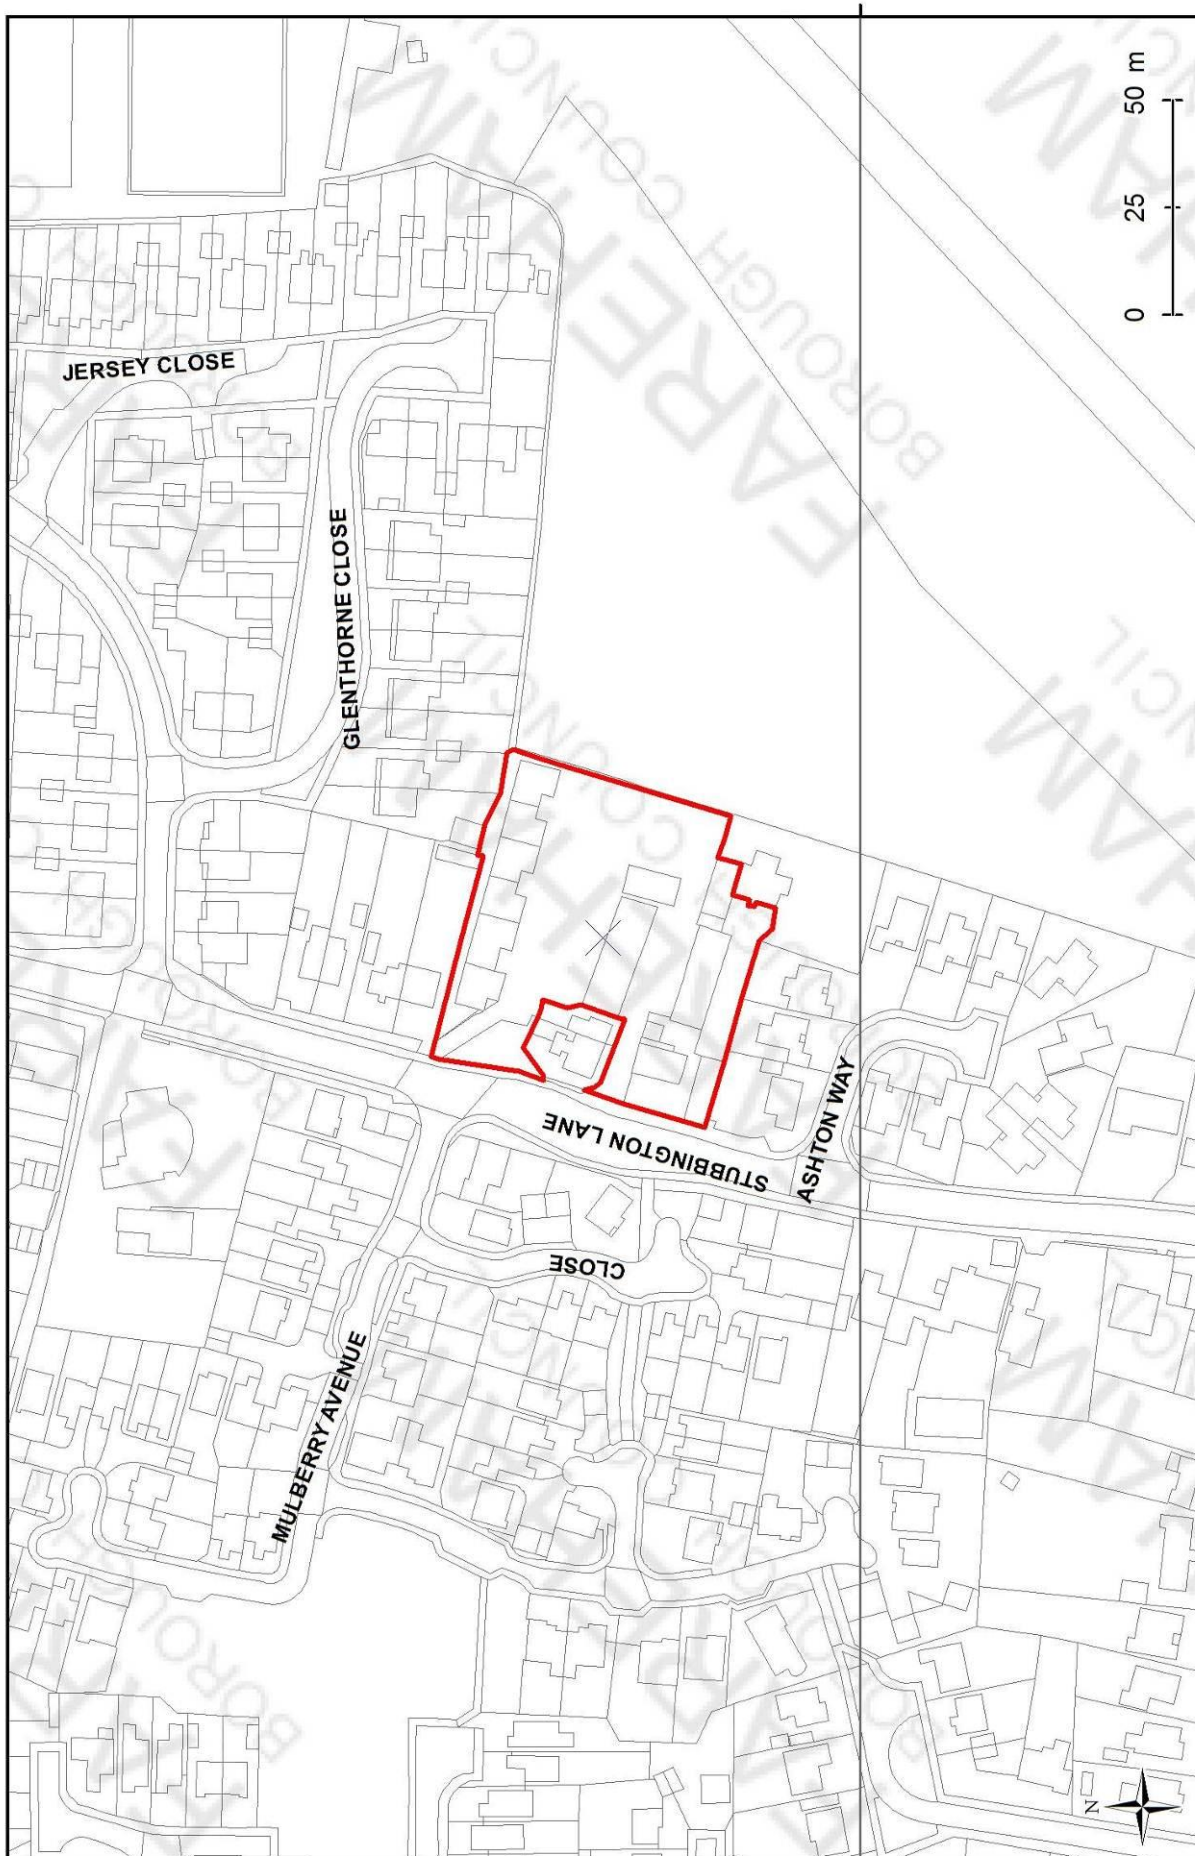 JERSEY CLOSE
GLENTHORNE CLOSE
STUBBINGTON LANE
ASHTON WAY
CLOSE
MULBERRY AVENUE
0 25 50 m
N
FAREHAM
BOROUGH COUNCIL